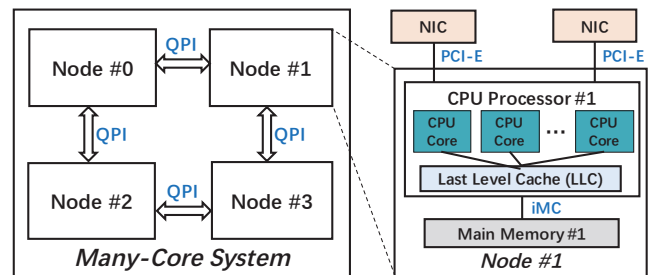 QPI
Node #0
Node #1
QPI
QPI
Node #2
QPI
Node #3
Many-Core System
NIC
NIC
PCI-E
PCI-E
CPU Processor #1
CPU
Core
CPU
Core
...
CPU
Core
Last Level Cache (LLC)
iMC
Main Memory #1
Node #1